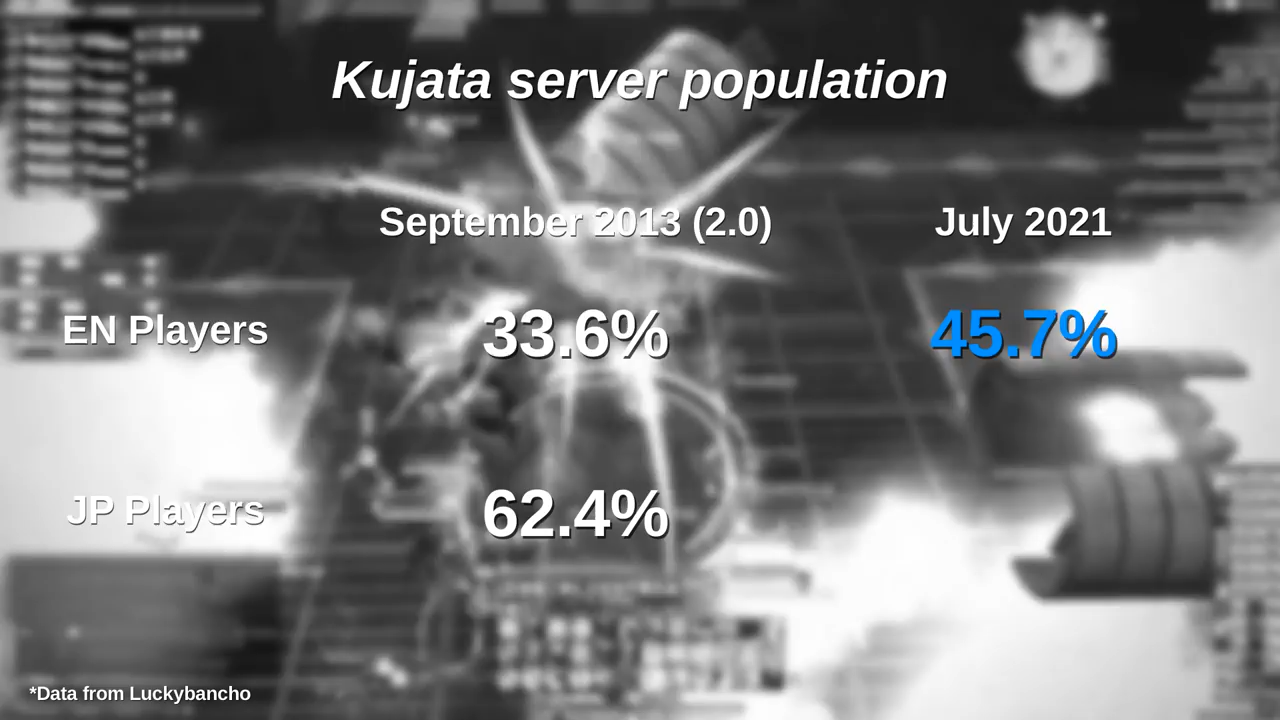 Kujata server population
September 2013 (2.0) July 2021
EN Players 33.6% 45.7%
JP Players 62.4%
*Data from Luckybancho